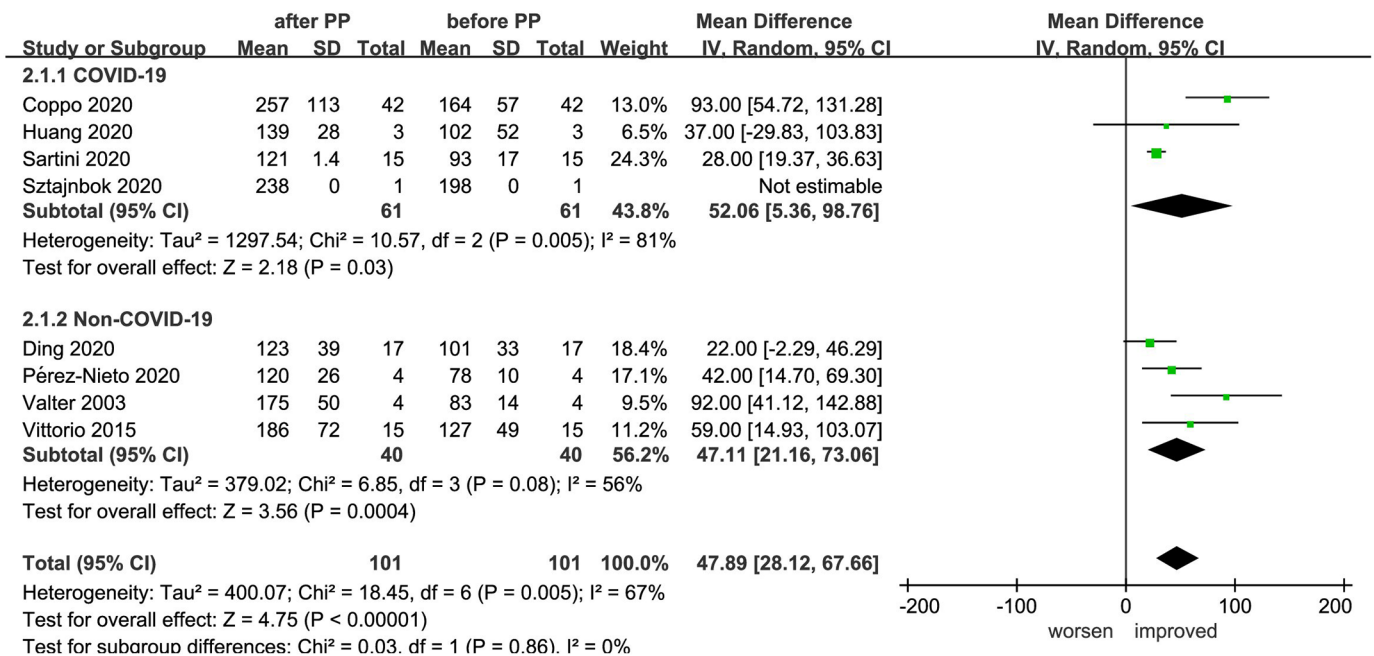 after PP before PP Mean Difference Mean Difference
Study or Subgroup Mean SD Total Mean SD Total Weight IV, Random, 95% CI IV, Random, 95% CI
2.1.1 COVID-19
Coppo 2020 257 113 42 164 57 42 13.0% 93.00 [54.72, 131.28]
Huang 2020 139 28 3 102 52 3 6.5% 37.00 [-29.83, 103.83]
Sartini 2020 121 1.4 15 93 17 15 24.3% 28.00 [19.37, 36.63]
Sztajnbok 2020 238 0 1 198 0 1 Not estimable
Subtotal (95% CI) 61 61 43.8% 52.06 [5.36, 98.76]
Heterogeneity: Tau² = 1297.54; Chi² = 10.57, df = 2 (P = 0.005); I² = 81%
Test for overall effect: Z = 2.18 (P = 0.03)
2.1.2 Non-COVID-19
Ding 2020 123 39 17 101 33 17 18.4% 22.00 [-2.29, 46.29]
Pérez-Nieto 2020 120 26 4 78 10 4 17.1% 42.00 [14.70, 69.30]
Valter 2003 175 50 4 83 14 4 9.5% 92.00 [41.12, 142.88]
Vittorio 2015 186 72 15 127 49 15 11.2% 59.00 [14.93, 103.07]
Subtotal (95% CI) 40 40 56.2% 47.11 [21.16, 73.06]
Heterogeneity: Tau² = 379.02; Chi² = 6.85, df = 3 (P = 0.08); I² = 56%
Test for overall effect: Z = 3.56 (P = 0.0004)
Total (95% CI) 101 101 100.0% 47.89 [28.12, 67.66]
Heterogeneity: Tau² = 400.07; Chi² = 18.45, df = 6 (P = 0.005); I² = 67%
Test for overall effect: Z = 4.75 (P < 0.00001)
Test for subgroup differences: Chi² = 0.03, df = 1 (P = 0.86), I² = 0%
-200 -100 0 100 200
worsen improved